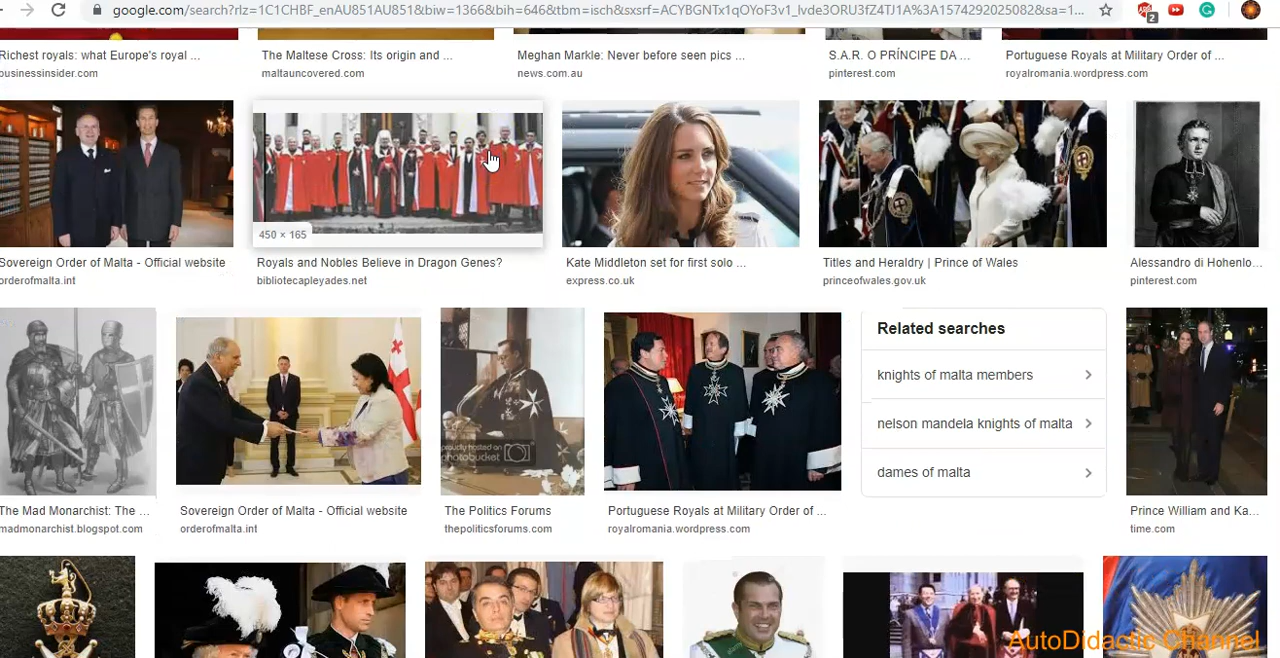 google.com/search?rlz=1C1CHBF_enAU851AU851&biw=1366&bih=646&tbm=isch&sxsrf=ACYBGNTx1qOYoF3v1_lvde3ORU3fZ4TJ1A%3A1574292025082&sa=1...
2
Richest royals: what Europe's royal ...
ousinessinsider.com
The Maltese Cross: Its origin and ...
maltauncovered.com
Meghan Markle: Never before seen pics ...
news.com.au
S.A.R. O PRÍNCIPE DA ...
pinterest.com
Portuguese Royals at Military Order of ...
royalromania.wordpress.com
450 × 165
Sovereign Order of Malta - Official website
orderofmalta.int
Royals and Nobles Believe in Dragon Genes?
bibliotecapleyades.net
Kate Middleton set for first solo ...
express.co.uk
Titles and Heraldry | Prince of Wales
princeofwales.gov.uk
Alessandro di Hohenlo...
pinterest.com
Related searches
knights of malta members
nelson mandela knights of malta
dames of malta
proudly hosted on
photobucket
The Mad Monarchist: The ...
madmonarchist.blogspot.com
Sovereign Order of Malta - Official website
orderofmalta.int
The Politics Forums
thepoliticsforums.com
Portuguese Royals at Military Order of ...
royalromania.wordpress.com
Prince William and Ka...
time.com
AutoDidactic Channel